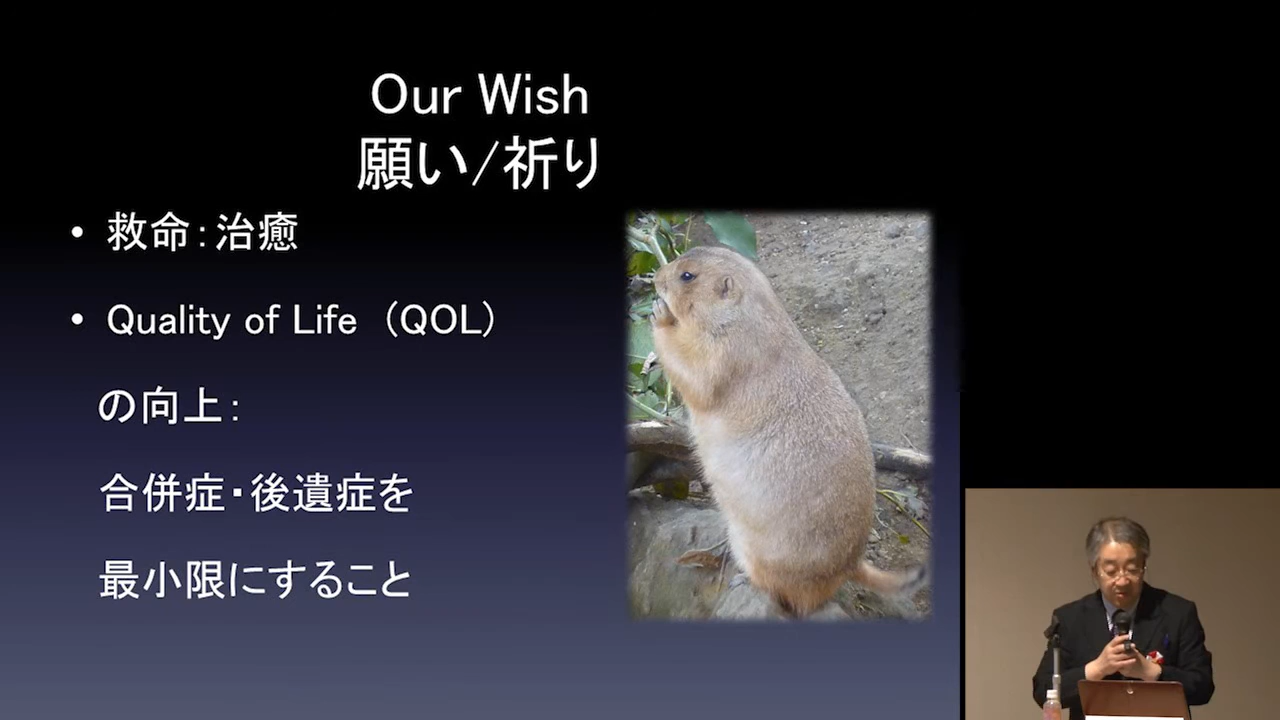 Our Wish
願い/祈り
• 救命：治癒
• Quality of Life （QOL）
の向上：
合併症・後遺症を
最小限にすること